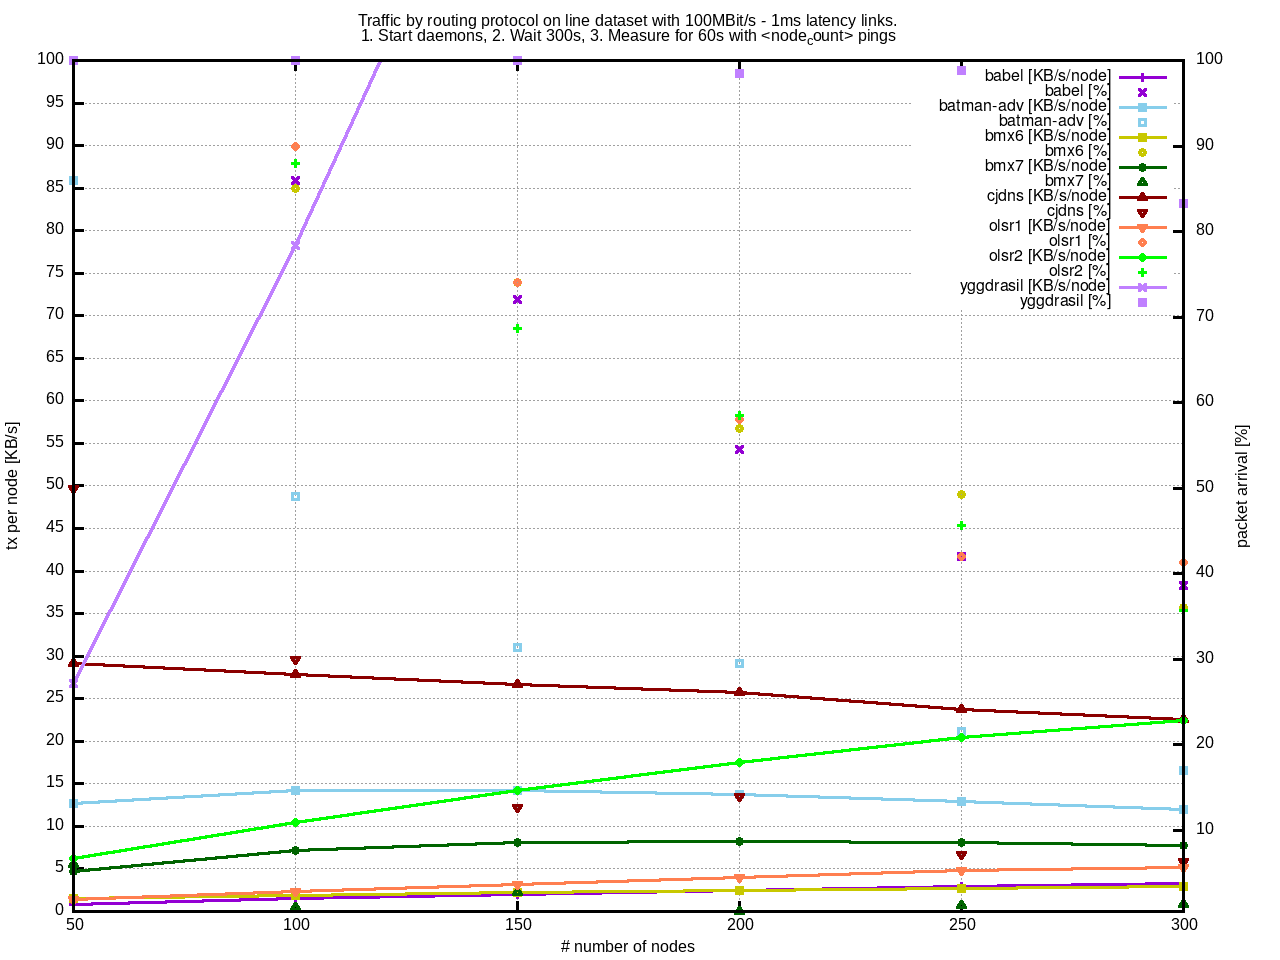 Traffic by routing protocol on line dataset with 100MBit/s - 1ms latency links.
1. Start daemons, 2. Wait 300s, 3. Measure for 60s with <node_count> pings
100
95
90
85
80
75
70
65
60
55
50
45
40
35
30
25
20
15
10
5
0
tx per node [KB/s]
babel [KB/s/node]
babel [%]
batman-adv [KB/s/node]
batman-adv [%]
bmx6 [KB/s/node]
bmx6 [%]
bmx7 [KB/s/node]
bmx7 [%]
cjdns [KB/s/node]
cjdns [%]
olsr1 [KB/s/node]
olsr1 [%]
olsr2 [KB/s/node]
olsr2 [%]
yggdrasil [KB/s/node]
yggdrasil [%]
100
90
80
70
60
50
40
30
20
10
packet arrival [%]
50 100 150 200 250 300
# number of nodes